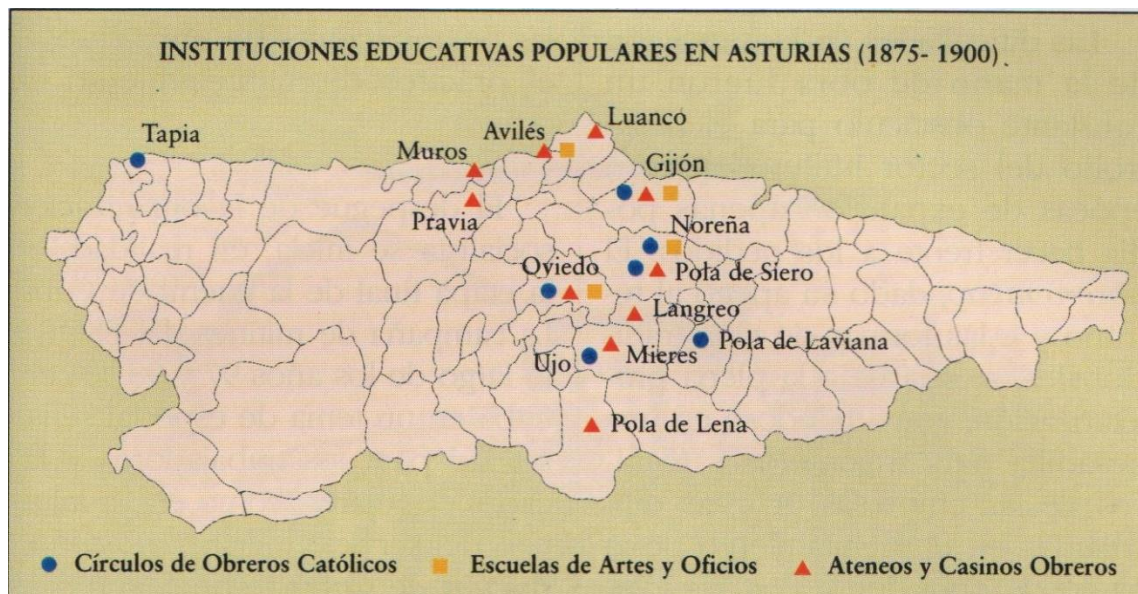 INSTITUCIONES EDUCATIVAS POPULARES EN ASTURIAS (1875- 1900)
Tapia
Luanco
Avilés
Muros
Gijón
Pravia
Noreña
Oviedo
Pola de Siero
Langreo
Pola de Laviana
Mieres
Ujo
Pola de Lena
Círculos de Obreros Católicos
Escuelas de Artes y Oficios
Ateneos y Casinos Obreros